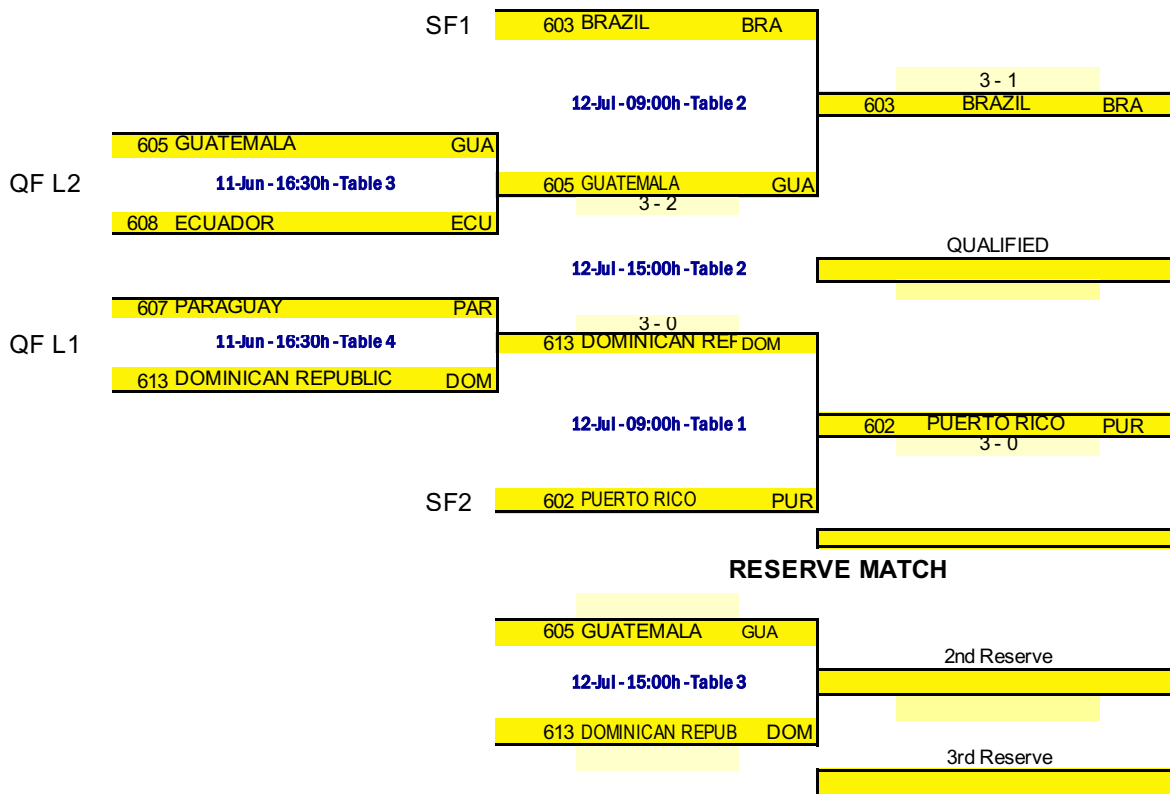 SF1 603 BRAZIL BRA
3 - 1
12-Jul - 09:00h - Table 2
603 BRAZIL BRA
605 GUATEMALA GUA
QF L2 11-Jun - 16:30h - Table 3
605 GUATEMALA GUA
3 - 2
608 ECUADOR ECU
QUALIFIED
12-Jul - 15:00h - Table 2
607 PARAGUAY PAR
3 - 0
QF L1 11-Jun - 16:30h - Table 4
613 DOMINICAN REP DOM
613 DOMINICAN REPUBLIC DOM
12-Jul - 09:00h - Table 1
602 PUERTO RICO PUR
3 - 0
SF2 602 PUERTO RICO PUR
RESERVE MATCH
605 GUATEMALA GUA
2nd Reserve
12-Jul - 15:00h - Table 3
613 DOMINICAN REPUB DOM
3rd Reserve